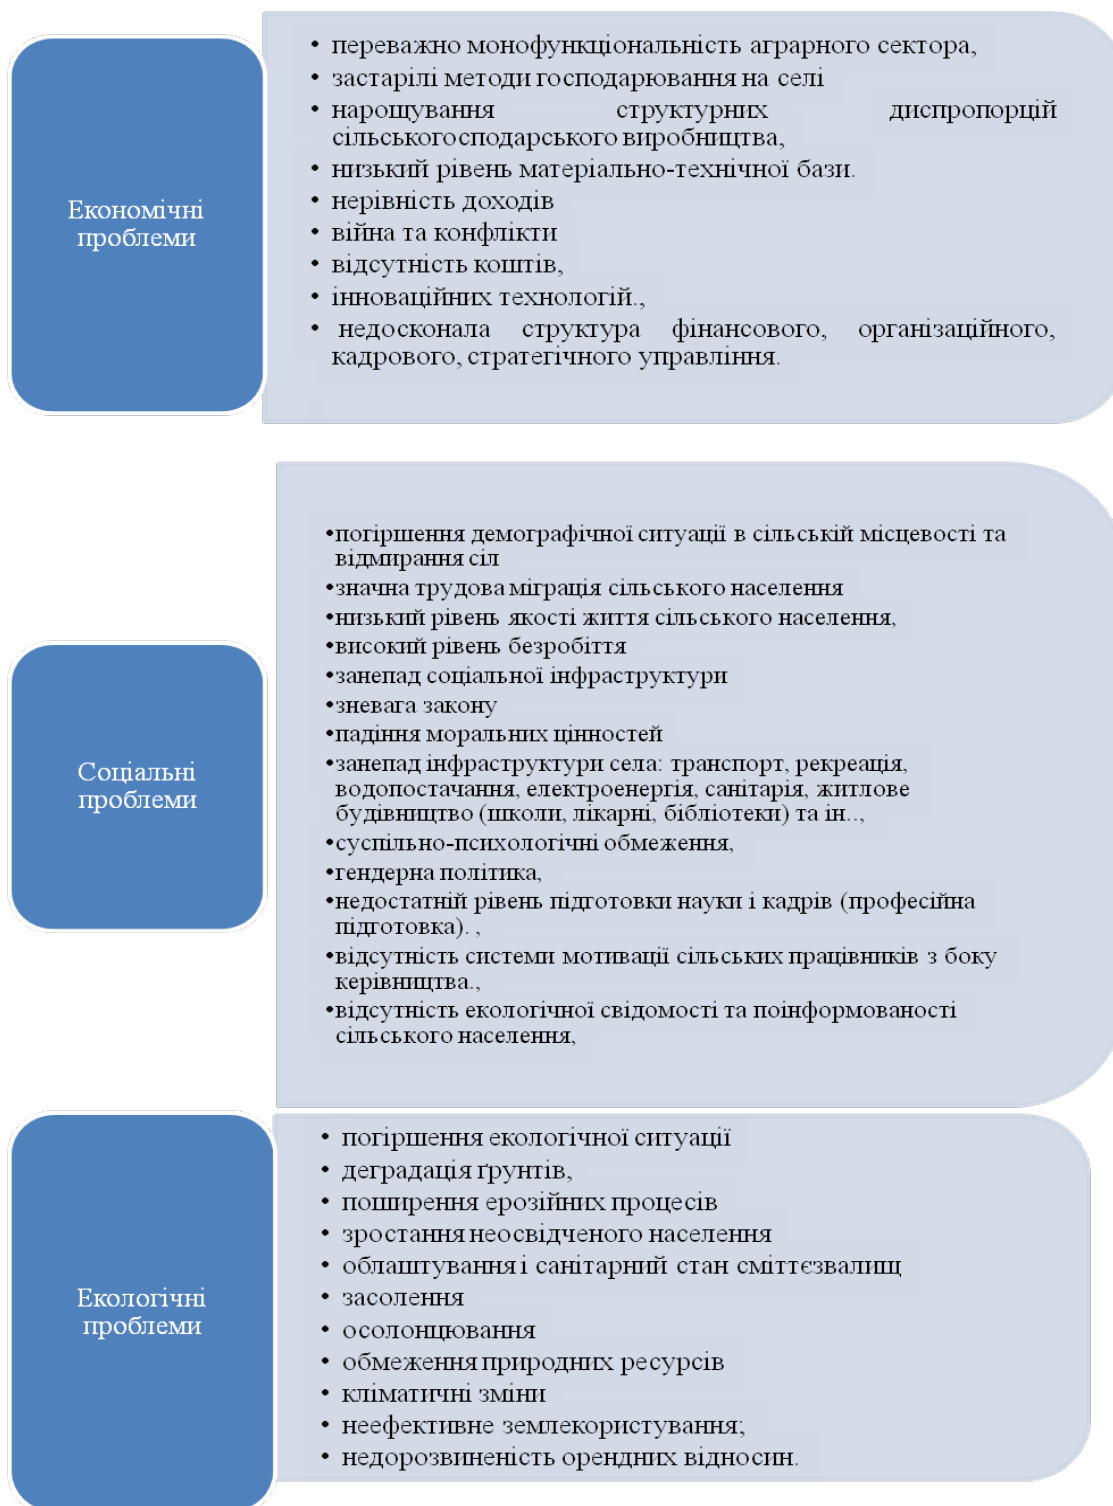 Економічні
проблеми
• переважно монофункціональність аграрного сектора,
• застарілі методи господарювання на селі
• нарощування структурних диспропорцій
сільськогосподарського виробництва,
• низький рівень матеріально-технічної бази.
• нерівність доходів
• війна та конфлікти
• відсутність коштів,
• інноваційних технологій.,
• недосконала структура фінансового, організаційного,
кадрового, стратегічного управління.
Соціальні
проблеми
•погіршення демографічної ситуації в сільській місцевості та
відмирання сіл
•значна трудова міграція сільського населення
•низький рівень якості життя сільського населення,
•високий рівень безробіття
•занепад соціальної інфраструктури
•зневага закону
•падіння моральних цінностей
•занепад інфраструктури села: транспорт, рекреація,
водопостачання, електроенергія, санітарія, житлове
будівництво (школи, лікарні, бібліотеки) та ін..,
•суспільно-психологічні обмеження,
•гендерна політика,
•недостатній рівень підготовки науки і кадрів (професійна
підготовка). ,
•відсутність системи мотивації сільських працівників з боку
керівництва.,
•відсутність екологічної свідомості та поінформованості
сільського населення,
Екологічні
проблеми
• погіршення екологічної ситуації
• деградація ґрунтів,
• поширення ерозійних процесів
• зростання неосвідченого населення
• облаштування і санітарний стан сміттєзвалищ
• засолення
• осолонцювання
• обмеження природних ресурсів
• кліматичні зміни
• неефективне землекористування;
• недорозвиненість орендних відносин.